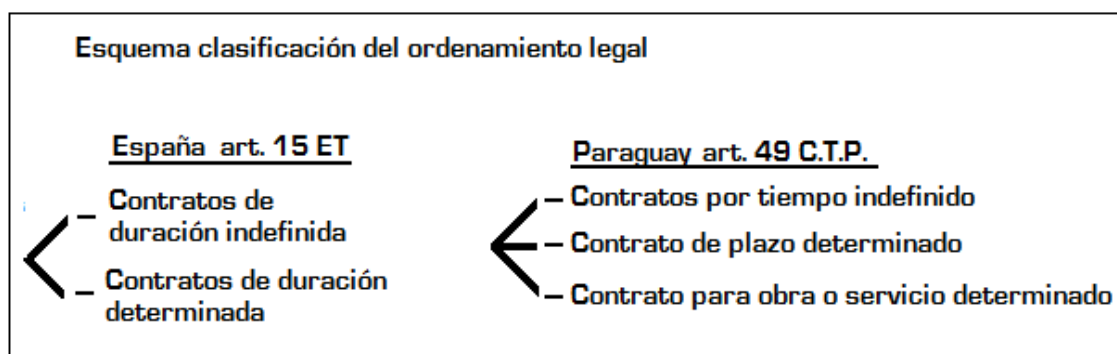 Esquema clasificación del ordenamiento legal
España art. 15 ET
– Contratos de
duración indefinida
– Contratos de duración
determinada
Paraguay art. 49 C.T.P.
– Contratos por tiempo indefinido
– Contrato de plazo determinado
– Contrato para obra o servicio determinado